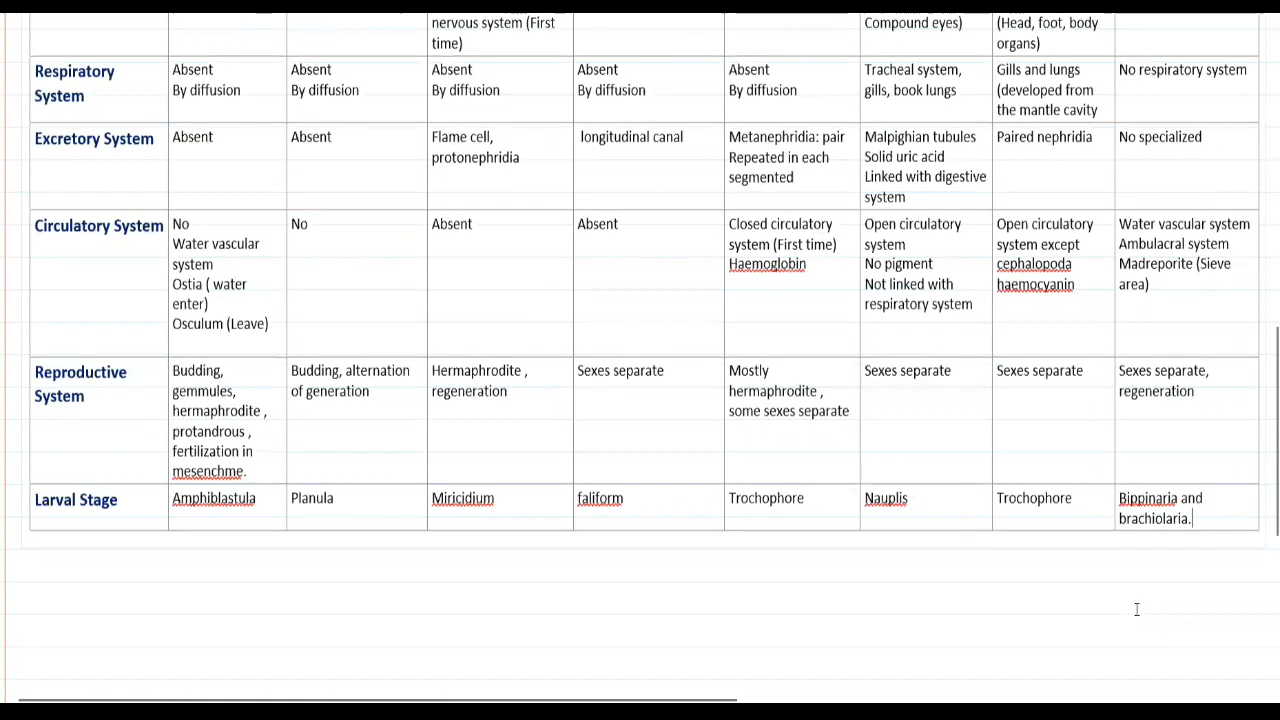 nervous system (First
time)
Compound eyes)
(Head, foot, body
organs)
Respiratory
System
Absent
By diffusion
Absent
By diffusion
Absent
By diffusion
Absent
By diffusion
Absent
By diffusion
Tracheal system,
gills, book lungs
Gills and lungs
(developed from
the mantle cavity
No respiratory system
Excretory System
Absent
Absent
Flame cell,
protonephridia
longitudinal canal
Metanephridia: pair
Repeated in each
segmented
Malpighian tubules
Solid uric acid
Linked with digestive
system
Paired nephridia
No specialized
Circulatory System
No
Water vascular
system
Ostia ( water
enter)
Osculum (Leave)
No
Absent
Absent
Closed circulatory
system (First time)
Haemoglobin
Open circulatory
system
No pigment
Not linked with
respiratory system
Open circulatory
system except
cephalopoda
haemocyanin
Water vascular system
Ambulacral system
Madreporite (Sieve
area)
Reproductive
System
Budding,
gemmules,
hermaphrodite ,
protandrous ,
fertilization in
mesenchme.
Budding, alternation
of generation
Hermaphrodite ,
regeneration
Sexes separate
Mostly
hermaphrodite ,
some sexes separate
Sexes separate
Sexes separate
Sexes separate,
regeneration
Larval Stage
Amphiblastula
Planula
Miricidium
faliform
Trochophore
Nauplis
Trochophore
Bippinaria and
brachiolaria.